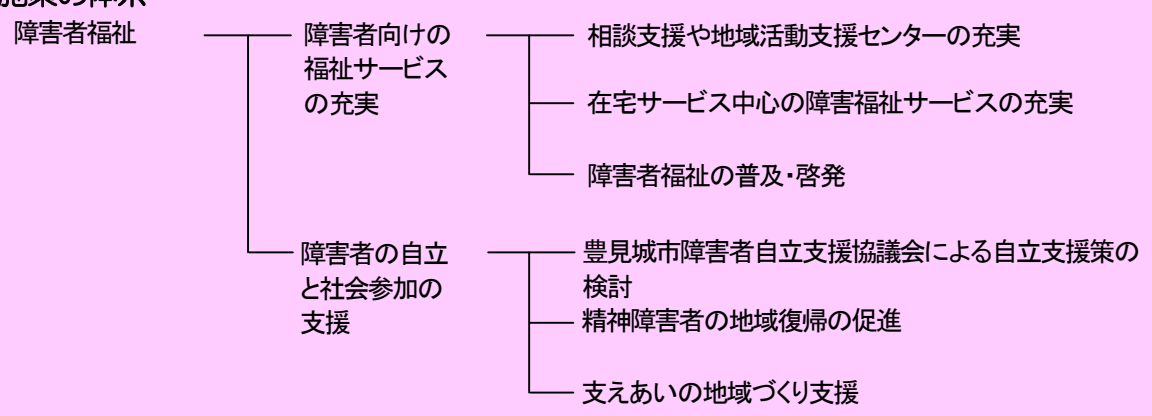 施策の体系
障害者福祉
障害者向けの
福祉サービス
の充実
相談支援や地域活動支援センターの充実
在宅サービス中心の障害福祉サービスの充実
障害者福祉の普及・啓発
障害者の自立
と社会参加の
支援
豊見城市障害者自立支援協議会による自立支援策の
検討
精神障害者の地域復帰の促進
支えあいの地域づくり支援